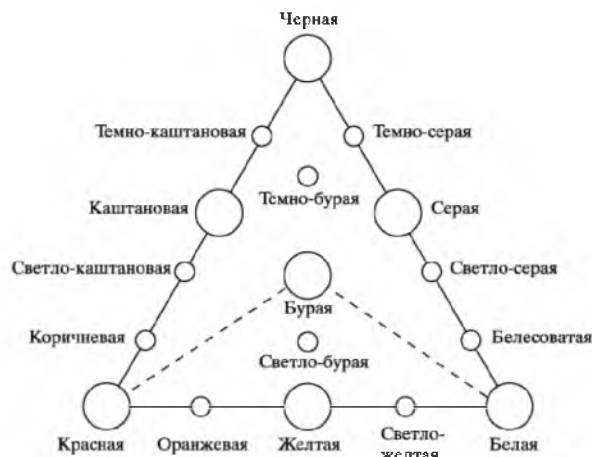 Черная
Темно-каштановая
Темно-серая
Темно-бурая
Каштановая
Серая
Светло-каштановая
Светло-серая
Бурая
Коричневая
Белесоватая
Светло-бурая
Красная
Оранжевая
Желтая
Светло-
желтая
Белая